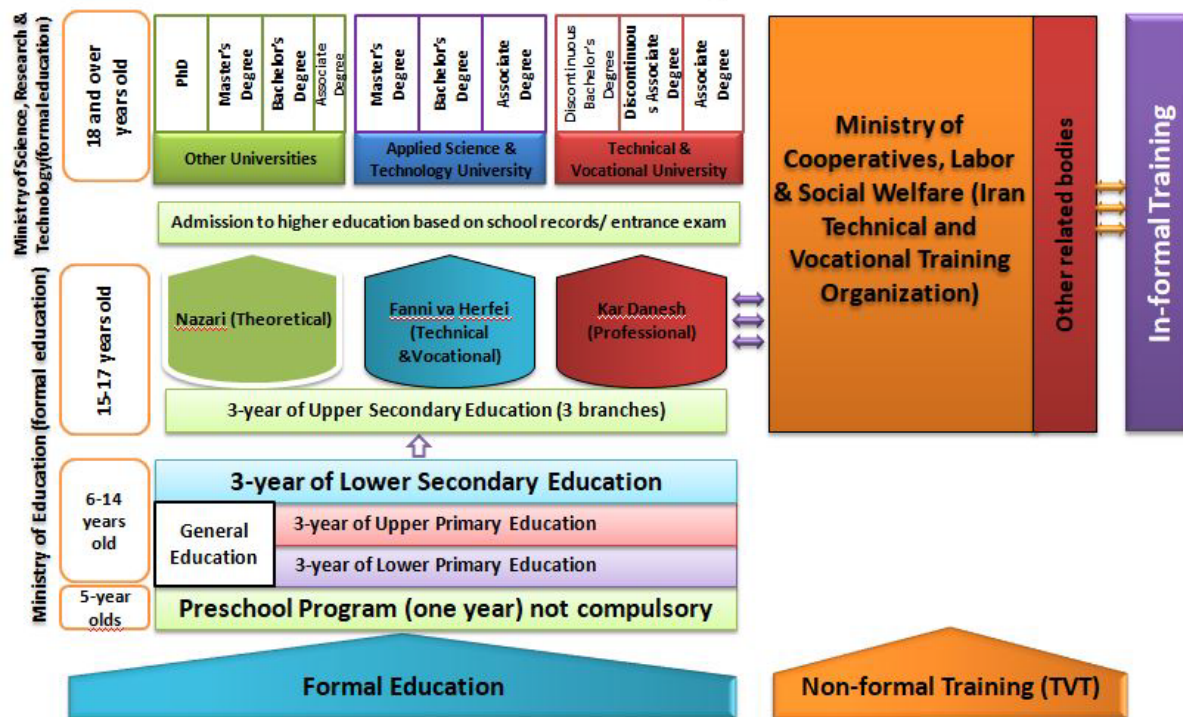 Ministry of Science, Research &
Technology(formal education)
18 and over
years old
PhD
Master's
Degree
Bachelor's
Degree
Associate
Degree
Master's
Degree
Bachelor's
Degree
Associate
Degree
Discontinuous
Bachelor's
Degree
Discontinuou
s Associate
Degree
Associate
Degree
Other Universities
Applied Science &
Technology University
Technical &
Vocational University
Admission to higher education based on school records/ entrance exam
Ministry of Education (formal education)
15-17 years old
Nazari (Theoretical)
Fanni va Herfei
(Technical
&Vocational)
Kar Danesh
(Professional)
3-year of Upper Secondary Education (3 branches)
6-14
years
old
3-year of Lower Secondary Education
General
Education
3-year of Upper Primary Education
3-year of Lower Primary Education
5-year
olds
Preschool Program (one year) not compulsory
Formal Education
Ministry of
Cooperatives, Labor
& Social Welfare (Iran
Technical and
Vocational Training
Organization)
Other related bodies
In-formal Training
Non-formal Training (TVT)